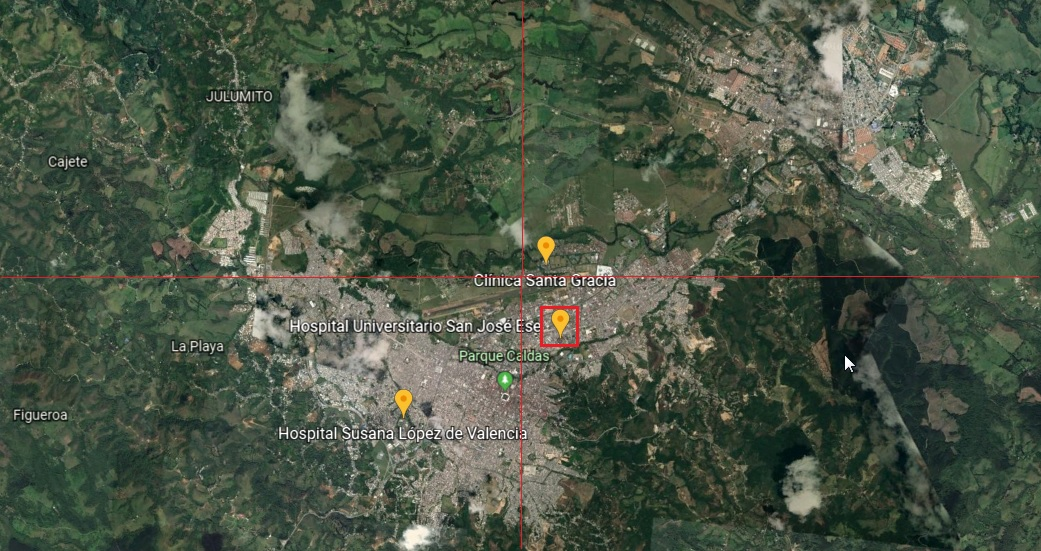 JULUMITO
Cajete
Clínica Santa Gracia
Hospital Universitario San José Ese
La Playa
Parque Caldas
Figueroa
Hospital Susana López de Valencia